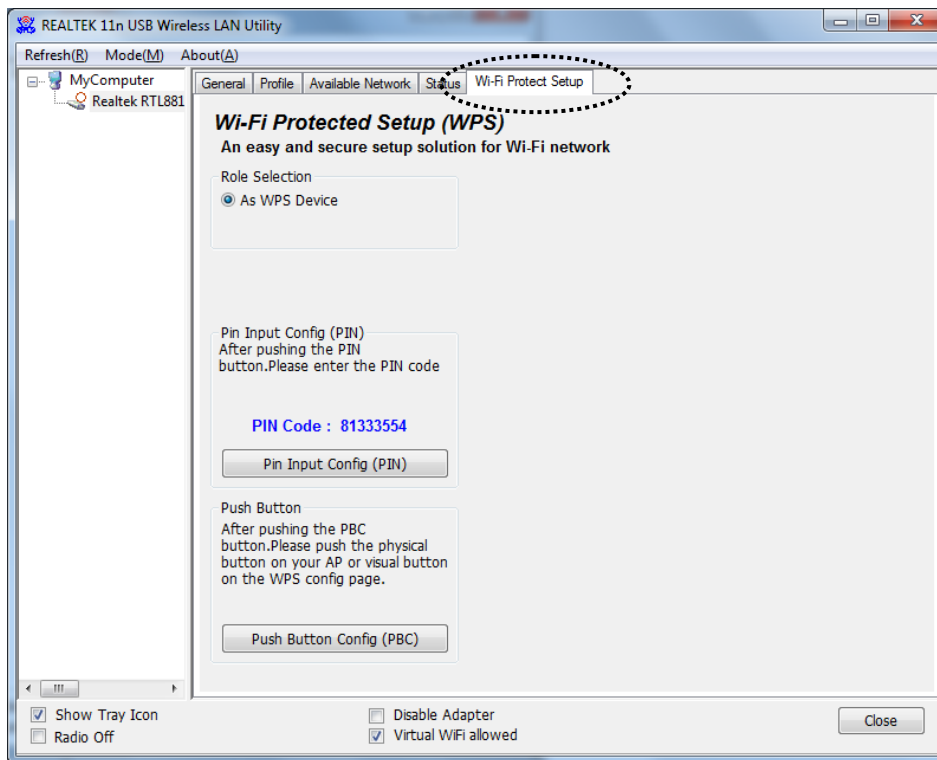 REALTEK 11n USB Wireless LAN Utility
Refresh(R) Mode(M) About(A)
MyComputer
Realtek RTL881
General Profile Available Network Status Wi-Fi Protect Setup
Wi-Fi Protected Setup (WPS)
An easy and secure setup solution for Wi-Fi network
Role Selection
As WPS Device
Pin Input Config (PIN)
After pushing the PIN
button.Please enter the PIN code
PIN Code : 81333554
Pin Input Config (PIN)
Push Button
After pushing the PBC
button.Please push the physical
button on your AP or visual button
on the WPS config page.
Push Button Config (PBC)
Show Tray Icon
Radio Off
Disable Adapter
Virtual WiFi allowed
Close